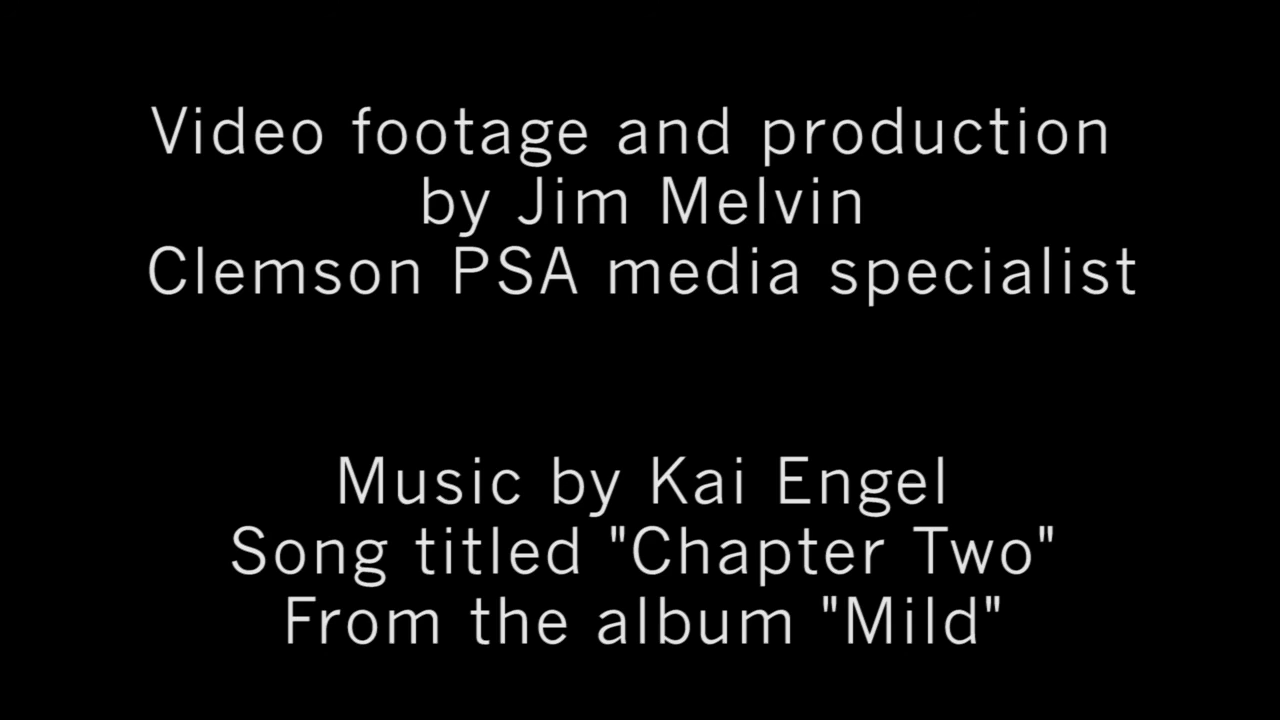 Video footage and production
by Jim Melvin
Clemson PSA media specialist
Music by Kai Engel
Song titled "Chapter Two"
From the album "Mild"